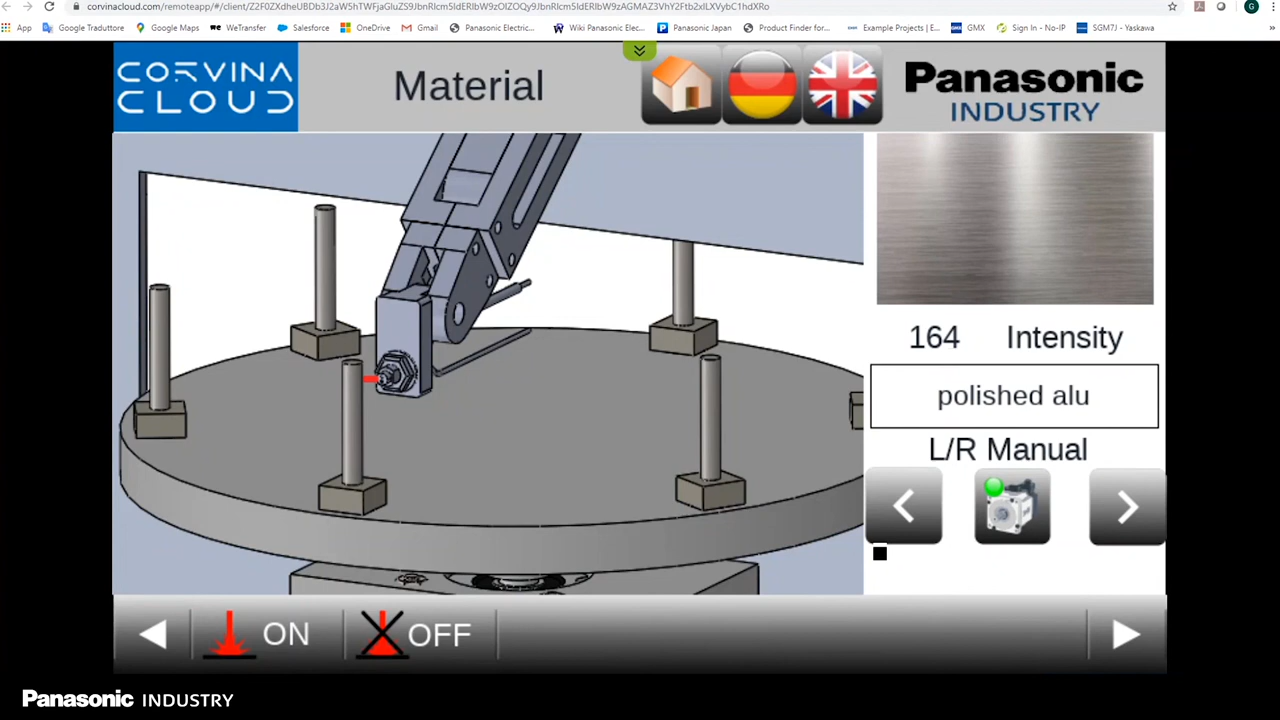 corvinacloud.com/remoteapp/#/client/Z2F0ZXdheUBDb3J2aW5hTWFjaGluZS9JbnRlcm5ldERlbW9zOlZOQy9JbnRlcm5ldERlbW9zAGMAZ3VhY2Ftb2xlLXVybC1hdXRo
App Google Traduttore Google Maps WeTransfer Salesforce OneDrive Gmail Panasonic Electric... Wiki Panasonic Elec... Panasonic Japan Product Finder for... Example Projects | E... GMX Sign In - No-IP SGM7J - Yaskawa »
CORVINA
CLOUD
Material
Panasonic
INDUSTRY
164 Intensity
polished alu
L/R Manual
ON OFF
Panasonic INDUSTRY